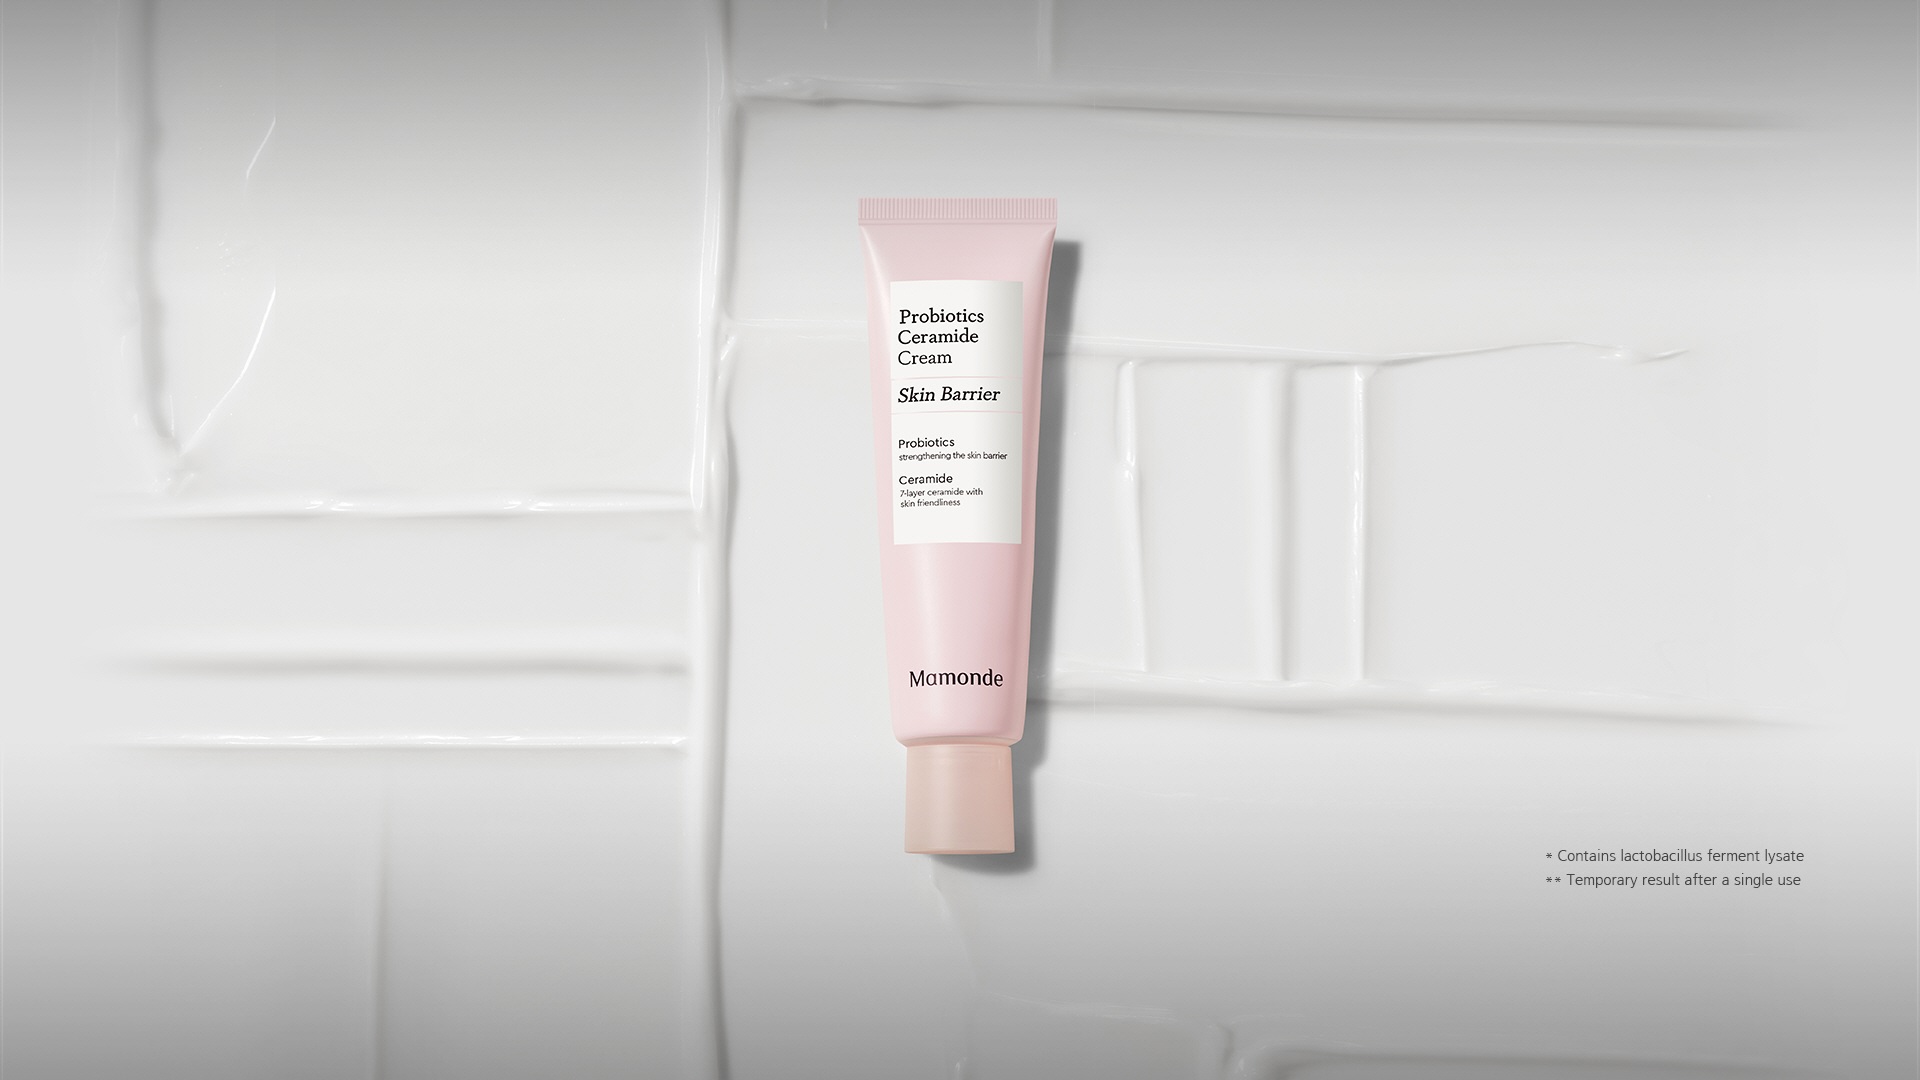 Probiotics
Ceramide
Cream
Skin Barrier
Probiotics
strengthening the skin barrier
Ceramide
7-layer ceramide with
skin friendliness
Mamonde
* Contains lactobacillus ferment lysate
** Temporary result after a single use